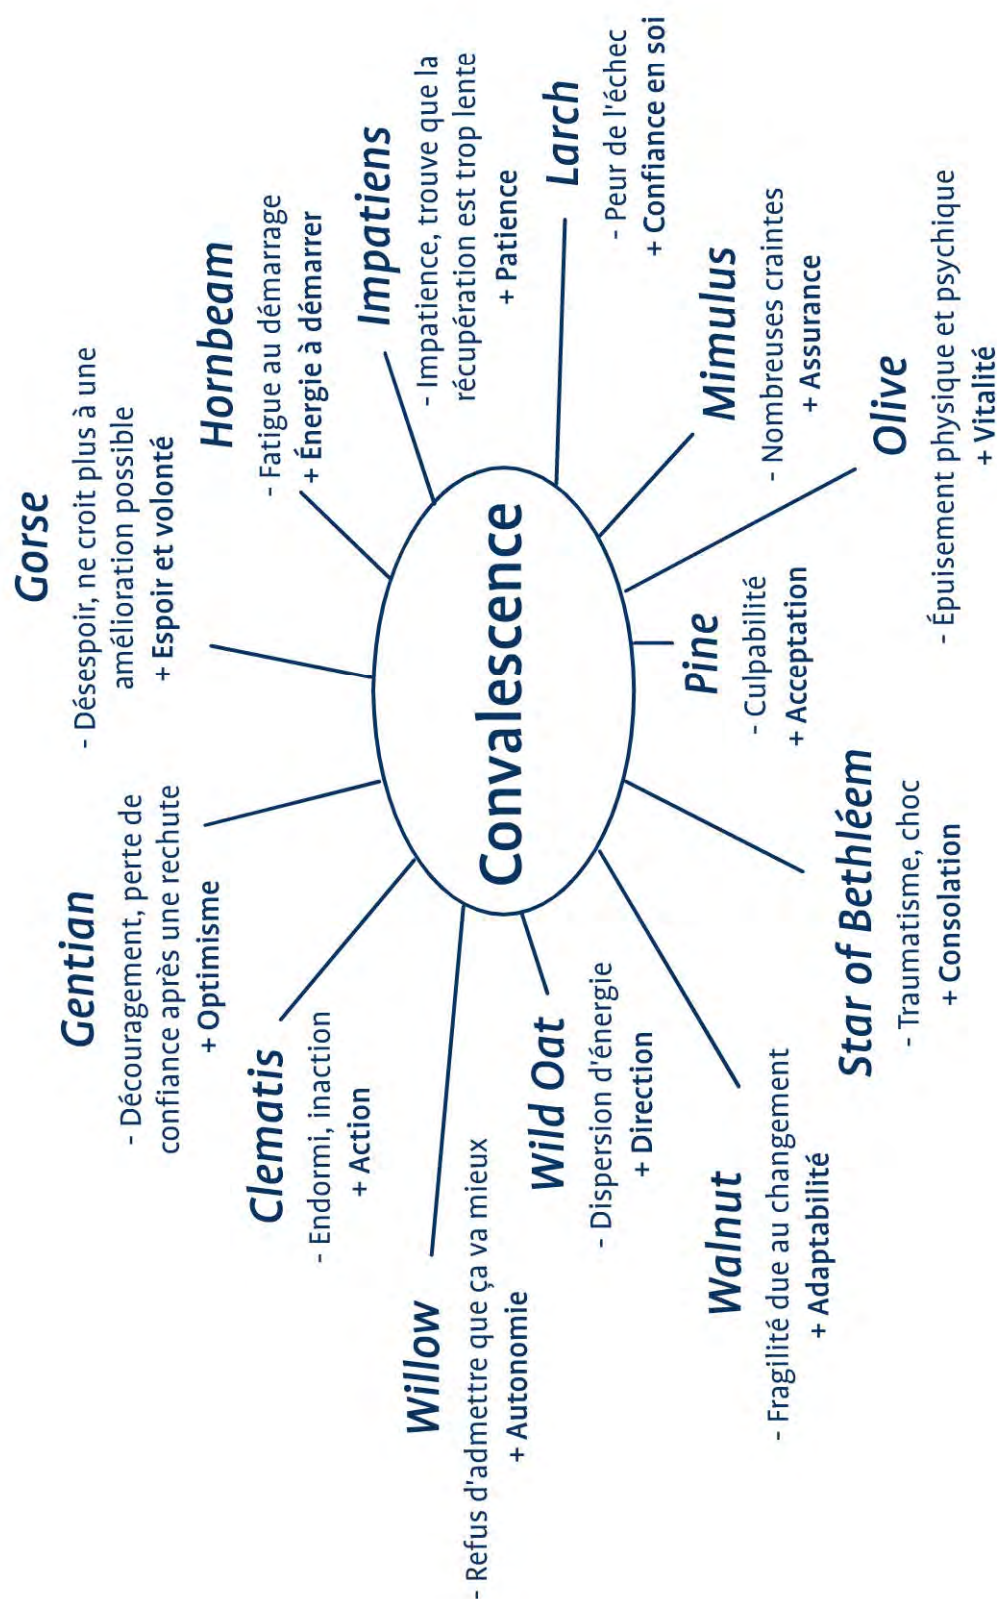 Convalescence
Gorse
- Désespoir, ne croit plus à une
amélioration possible
+ Espoir et volonté
Hornbeam
- Fatigue au démarrage
+ Énergie à démarrer
Impatiens
- Impatience, trouve que la
récupération est trop lente
+ Patience
Larch
- Peur de l'échec
+ Confiance en soi
Mimulus
- Nombreuses craintes
+ Assurance
Olive
- Épuisement physique et psychique
+ Vitalité
Pine
- Culpabilité
+ Acceptation
Star of Bethléem
- Traumatisme, choc
+ Consolation
Walnut
- Fragilité due au changement
+ Adaptabilité
Wild Oat
- Dispersion d'énergie
+ Direction
Willow
- Refus d'admettre que ça va mieux
+ Autonomie
Clematis
- Endormi, inaction
+ Action
Gentian
- Découragement, perte de
confiance après une rechute
+ Optimisme